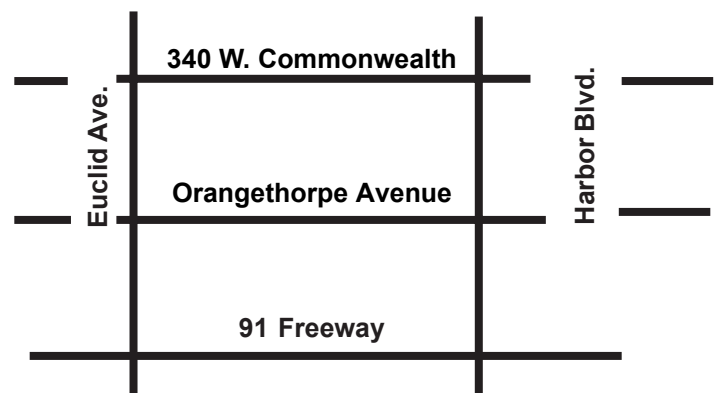 340 W. Commonwealth
Euclid Ave.
Harbor Blvd.
Orangethorpe Avenue
91 Freeway